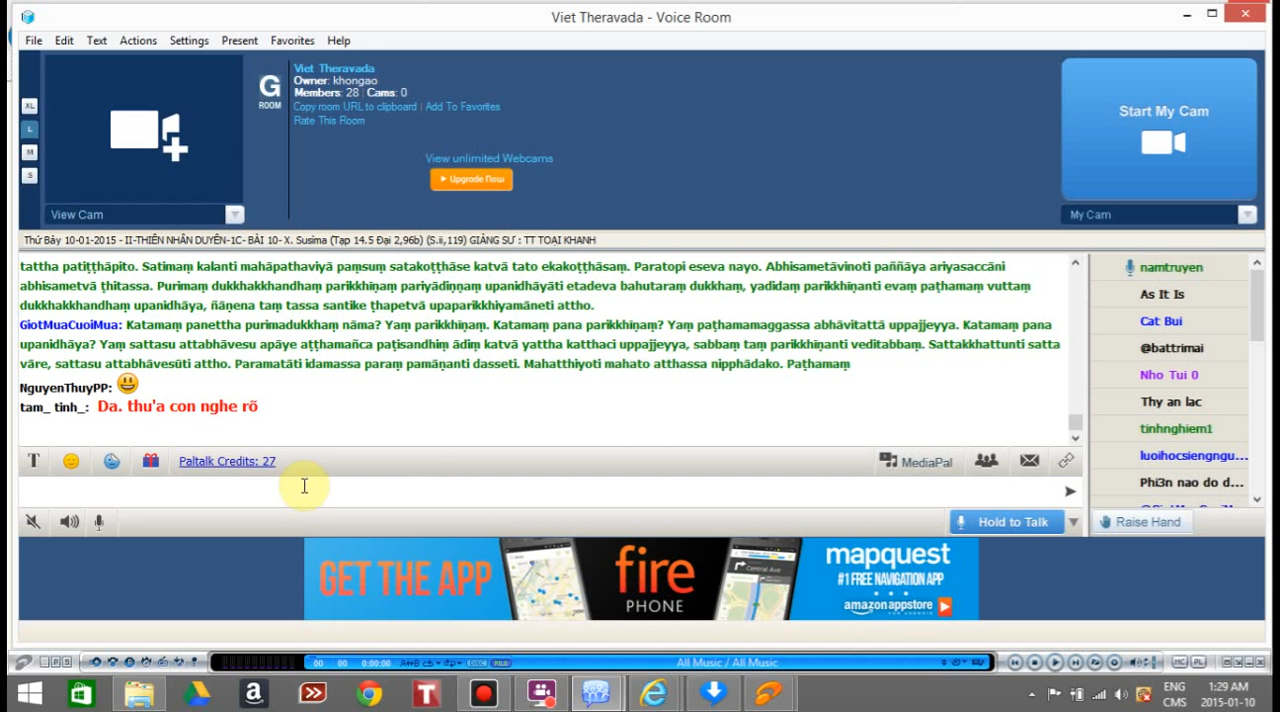 Viet Theravada - Voice Room
File Edit Text Actions Settings Present Favorites Help
XL
L
M
S
View Cam
G
ROOM
Viet Theravada
Owner: khongao
Members: 28 | Cams: 0
Copy room URL to clipboard | Add To Favorites
Rate This Room
View unlimited Webcams
Upgrade Now
Start My Cam
My Cam
Thứ Bảy 10-01-2015 - II-THIÊN NHÂN DUYÊN-1C- BÀI 10- X. Susima (Tạp 14.5 Đại 2,96b) (S.ii,119) GIẢNG SƯ : TT TOẠI KHANH
tattha patiṭṭhāpito. Satimaṃ kalanti mahāpathaviyā paṃsuṃ satakoṭṭhāse katvā tato ekakoṭṭhāsaṃ. Paratopi eseva nayo. Abhisametāvinoti paññāya ariyasaccāni
abhisametvā ṭhitassa. Purimaṃ dukkhakkhandhaṃ parikkhīṇaṃ pariyādiṇṇaṃ upanidhāyāti etadeva bahutaraṃ dukkhaṃ, yadidaṃ parikkhīṇanti evaṃ paṭhamaṃ vuttaṃ
dukkhakkhandhaṃ upanidhāya, ñāṇena taṃ tassa santike ṭhapetvā upaparikkhiyamāneti attho.
GiotMuaCuoiMua: Katamaṃ panettha purimadukkhaṃ nāma? Yaṃ parikkhīṇaṃ. Katamaṃ pana parikkhīṇaṃ? Yaṃ paṭhamamaggassa abhāvitattā uppajjeyya. Katamaṃ pana
upanidhāya? Yaṃ sattasu attabhāvesu apāye aṭṭhamañca paṭisandhiṃ ādiṃ katvā yattha katthaci uppajjeyya, sabbaṃ taṃ parikkhīṇanti veditabbaṃ. Sattakkhattunti satta
vāre, sattasu attabhāvesūti attho. Paramatāti idamassa paraṃ pamāṇanti dasseti. Mahatthiyoti mahato atthassa nipphādako. Paṭhamaṃ
NguyenThuyPP:
tam_ tinh_: Da. thu'a con nghe rõ
namtruyen
As It Is
Cat Bui
@battrimai
Nho Tui 0
Thy an lac
tinhnghiem1
luoihocsiengngu...
Phi3n nao do d...
T
Paltalk Credits: 27
MediaPal
Hold to Talk
Raise Hand
GET THE APP
fire
PHONE
mapquest
#1 FREE NAVIGATION APP
amazon appstore
00 00 0:00:00 A↔B
All Music / All Music
ENG
CMS
1:29 AM
2015-01-10